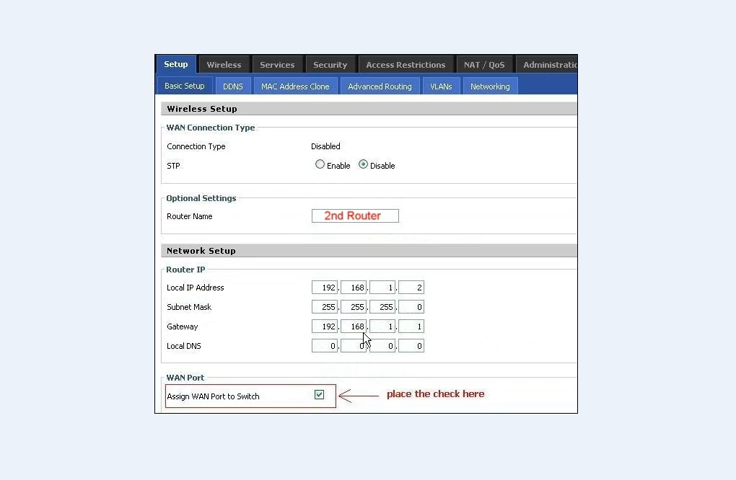 Setup Wireless Services Security Access Restrictions NAT / QoS Administratio
Basic Setup DDNS MAC Address Clone Advanced Routing VLANs Networking
Wireless Setup
WAN Connection Type
Connection Type Disabled
STP Enable Disable
Optional Settings
Router Name 2nd Router
Network Setup
Router IP
Local IP Address 192. 168. 1. 2
Subnet Mask 255. 255. 255. 0
Gateway 192. 168. 1. 1
Local DNS 0. 0. 0. 0
WAN Port
Assign WAN Port to Switch place the check here